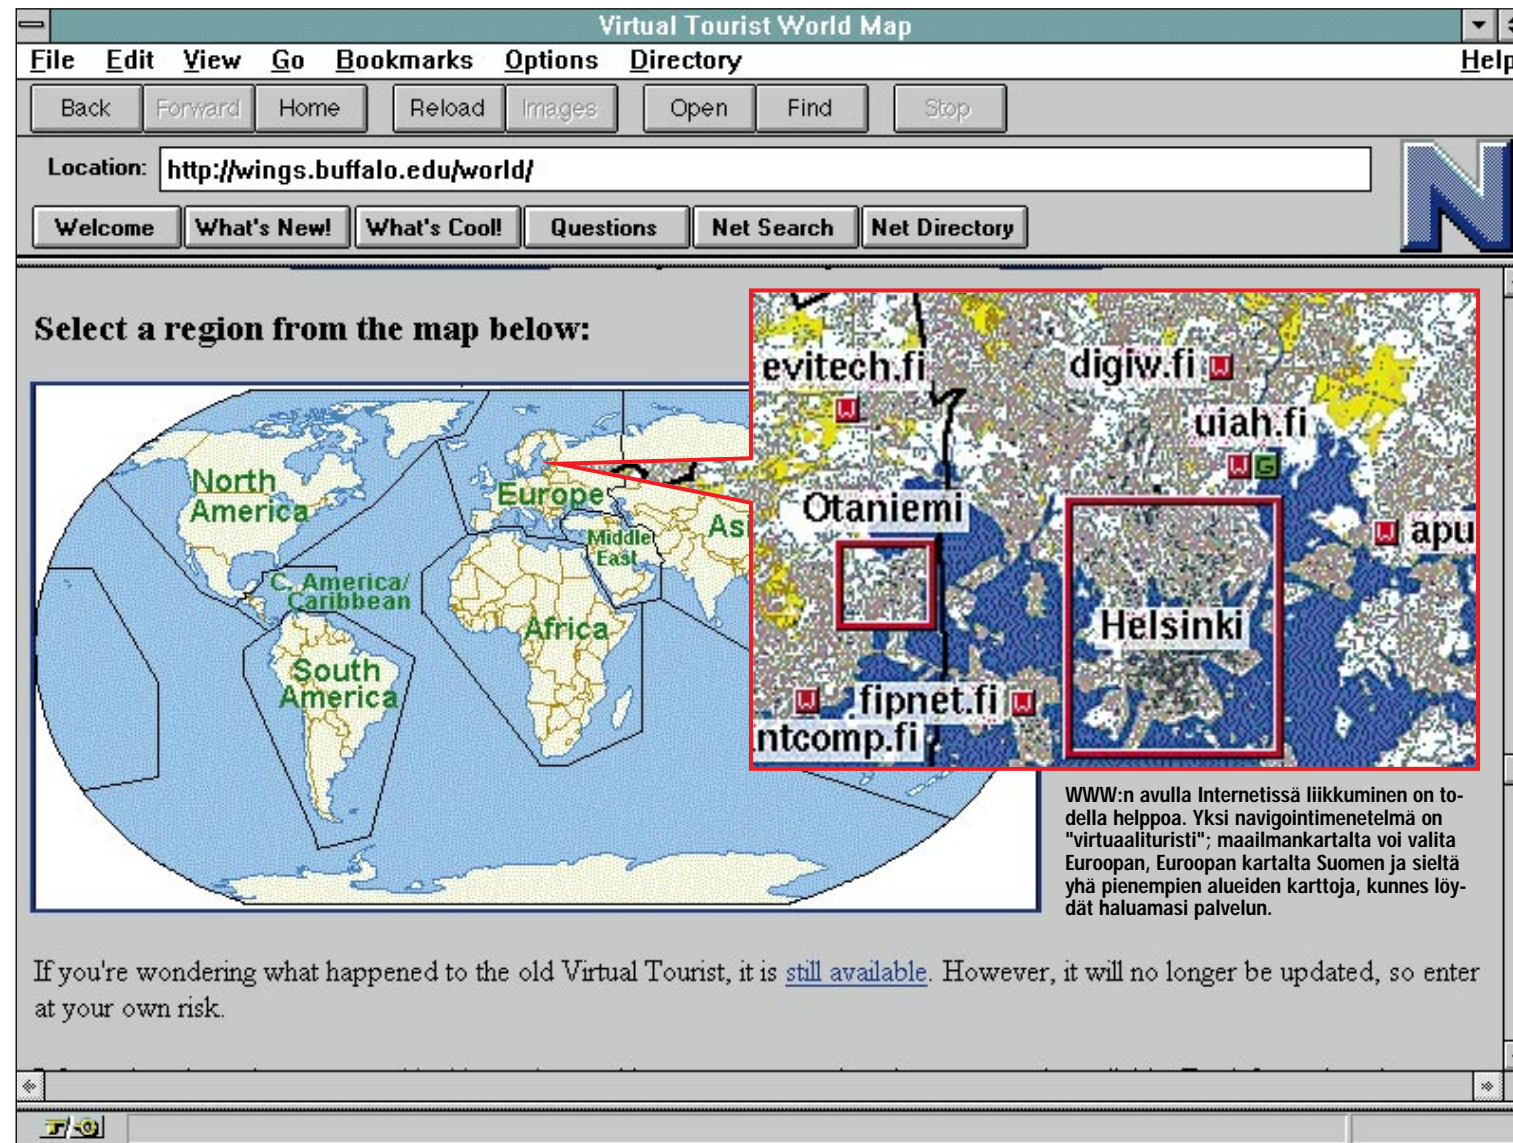 Virtual Tourist World Map
File Edit View Go Bookmarks Options Directory Help
Back Forward Home Reload Images Open Find Stop
Location: http://wings.buffalo.edu/world/
Welcome What's New! What's Cool! Questions Net Search Net Directory
N
Select a region from the map below:
North
America
C. America/
Caribbean
South
America
Europe
Middle
East
Africa
evitech.fi
digiw.fi W
W
uiah.fi
W G
Otaniemi
W apu
Helsinki
W fipnet.fi W
ntcomp.fi
WWW:n avulla Internetissä liikkuminen on to-
della helppoa. Yksi navigointimenetelmä on
"virtuaalituristi"; maailmankartalta voi valita
Euroopan, Euroopan kartalta Suomen ja sieltä
yhä pienempien alueiden karttoja, kunnes löy-
dät haluamasi palvelun.
If you're wondering what happened to the old Virtual Tourist, it is still available. However, it will no longer be updated, so enter
at your own risk.